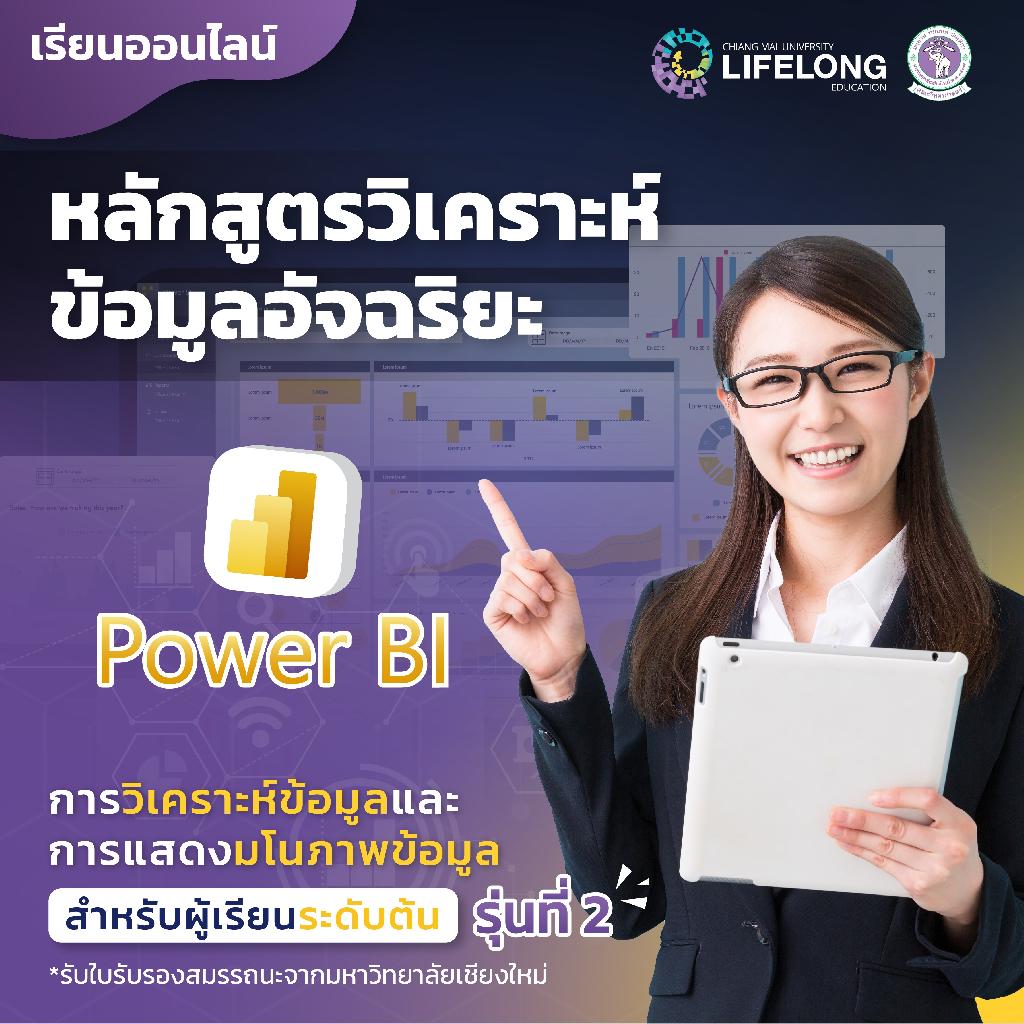 เรียนออนไลน์
CHIANG MAI UNIVERSITY
LIFELONG
EDUCATION
หลักสูตรวิเคราะห์
ข้อมูลอัจฉริยะ
Power BI
การวิเคราะห์ข้อมูลและ
การแสดงมโนภาพข้อมูล
สำหรับผู้เรียนระดับต้น รุ่นที่ 2
*รับใบรับรองสมรรถนะจากมหาวิทยาลัยเชียงใหม่